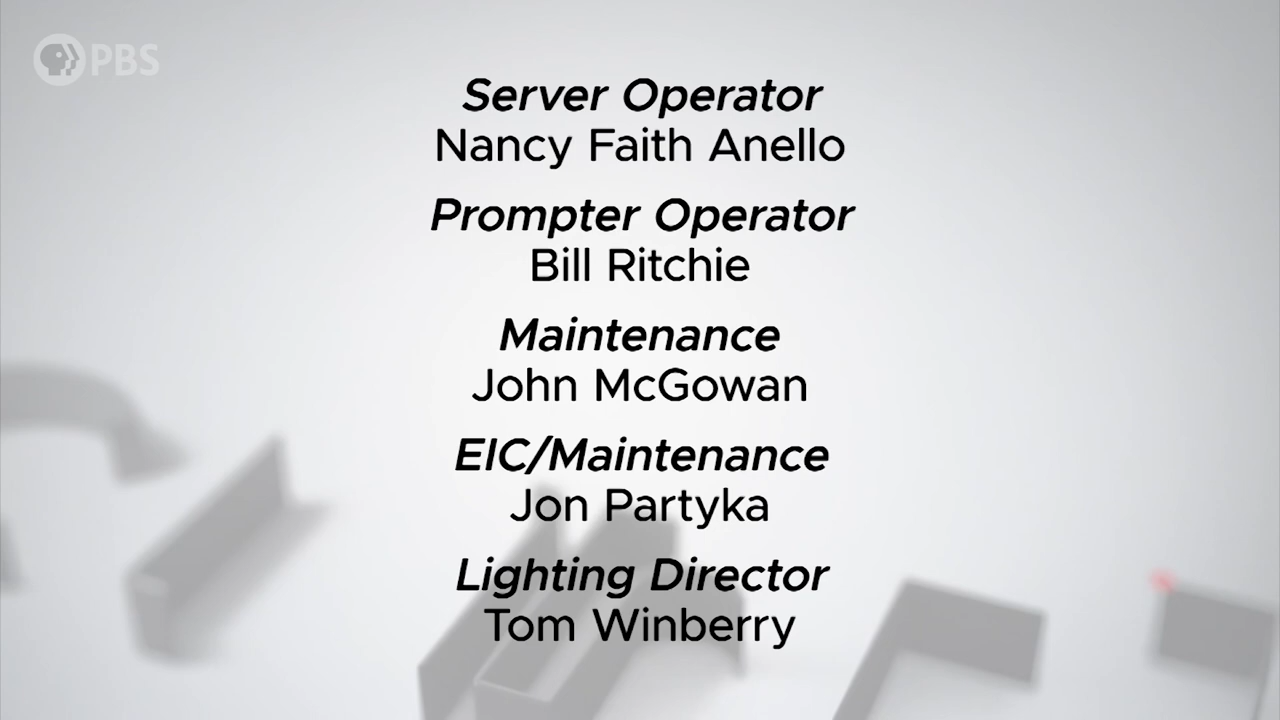 PBS
Server Operator
Nancy Faith Anello
Prompter Operator
Bill Ritchie
Maintenance
John McGowan
EIC/Maintenance
Jon Partyka
Lighting Director
Tom Winberry